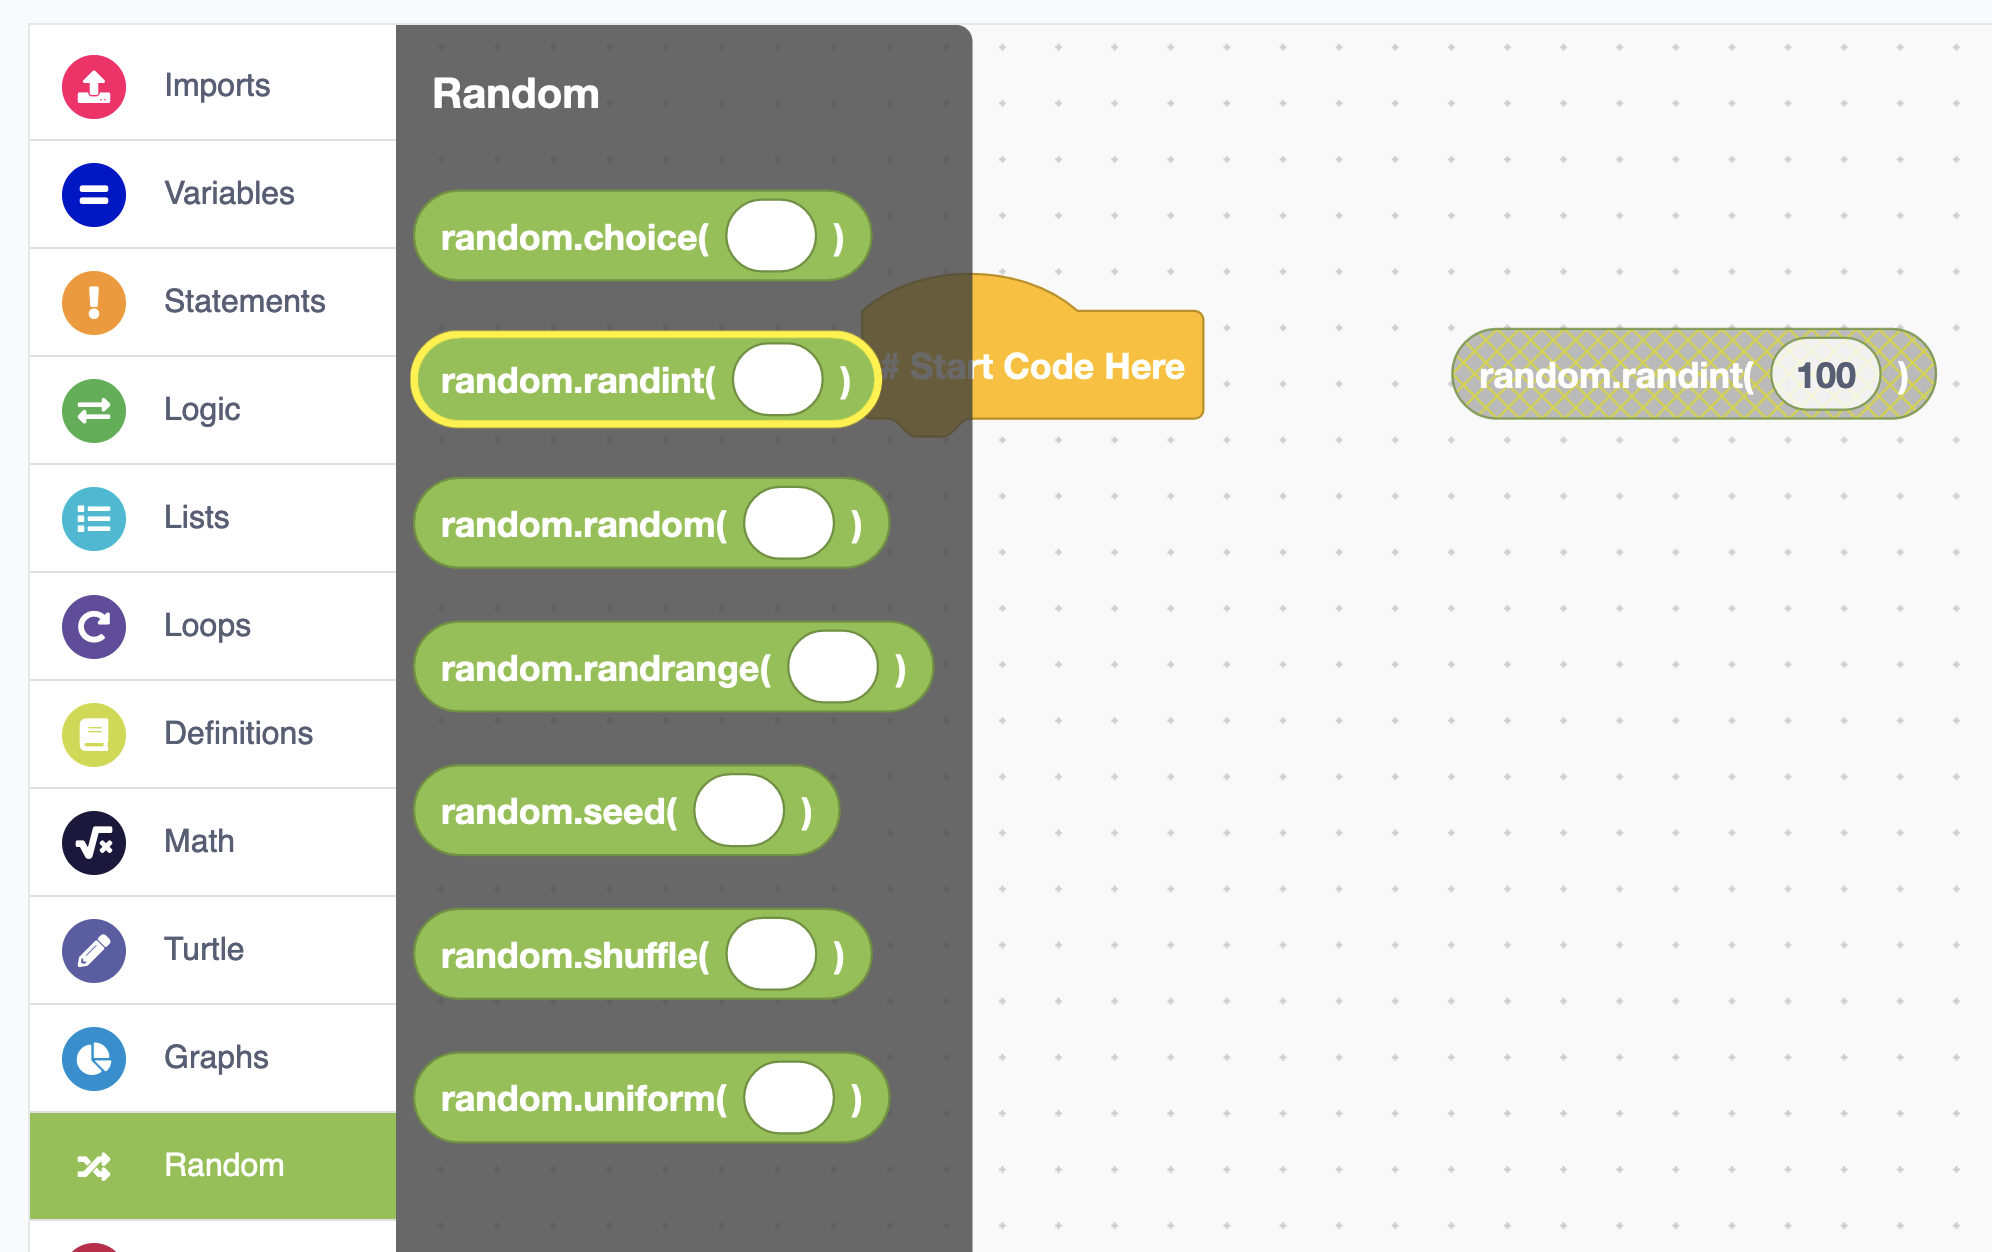 Imports
Variables
Statements
Logic
Lists
Loops
Definitions
Math
Turtle
Graphs
Random
Random
random.choice( )
random.randint( )
random.random( )
random.randrange( )
random.seed( )
random.shuffle( )
random.uniform( )
# Start Code Here
random.randint( 100 )